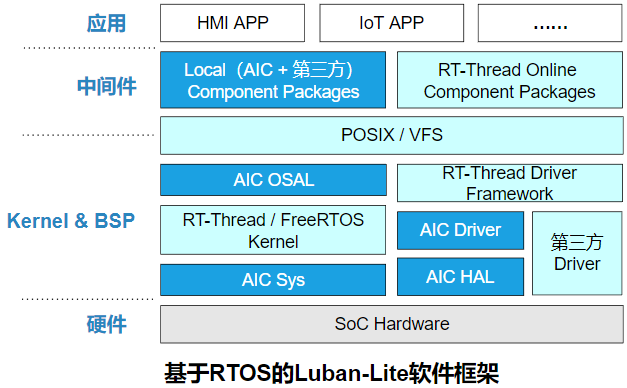 应用
HMI APP
IoT APP
......
中间件
Local（AIC + 第三方）
Component Packages
RT-Thread Online
Component Packages
POSIX / VFS
Kernel & BSP
AIC OSAL
RT-Thread Driver
Framework
RT-Thread / FreeRTOS
Kernel
AIC Driver
第三方
Driver
AIC Sys
AIC HAL
硬件
SoC Hardware
基于RTOS的Luban-Lite软件框架